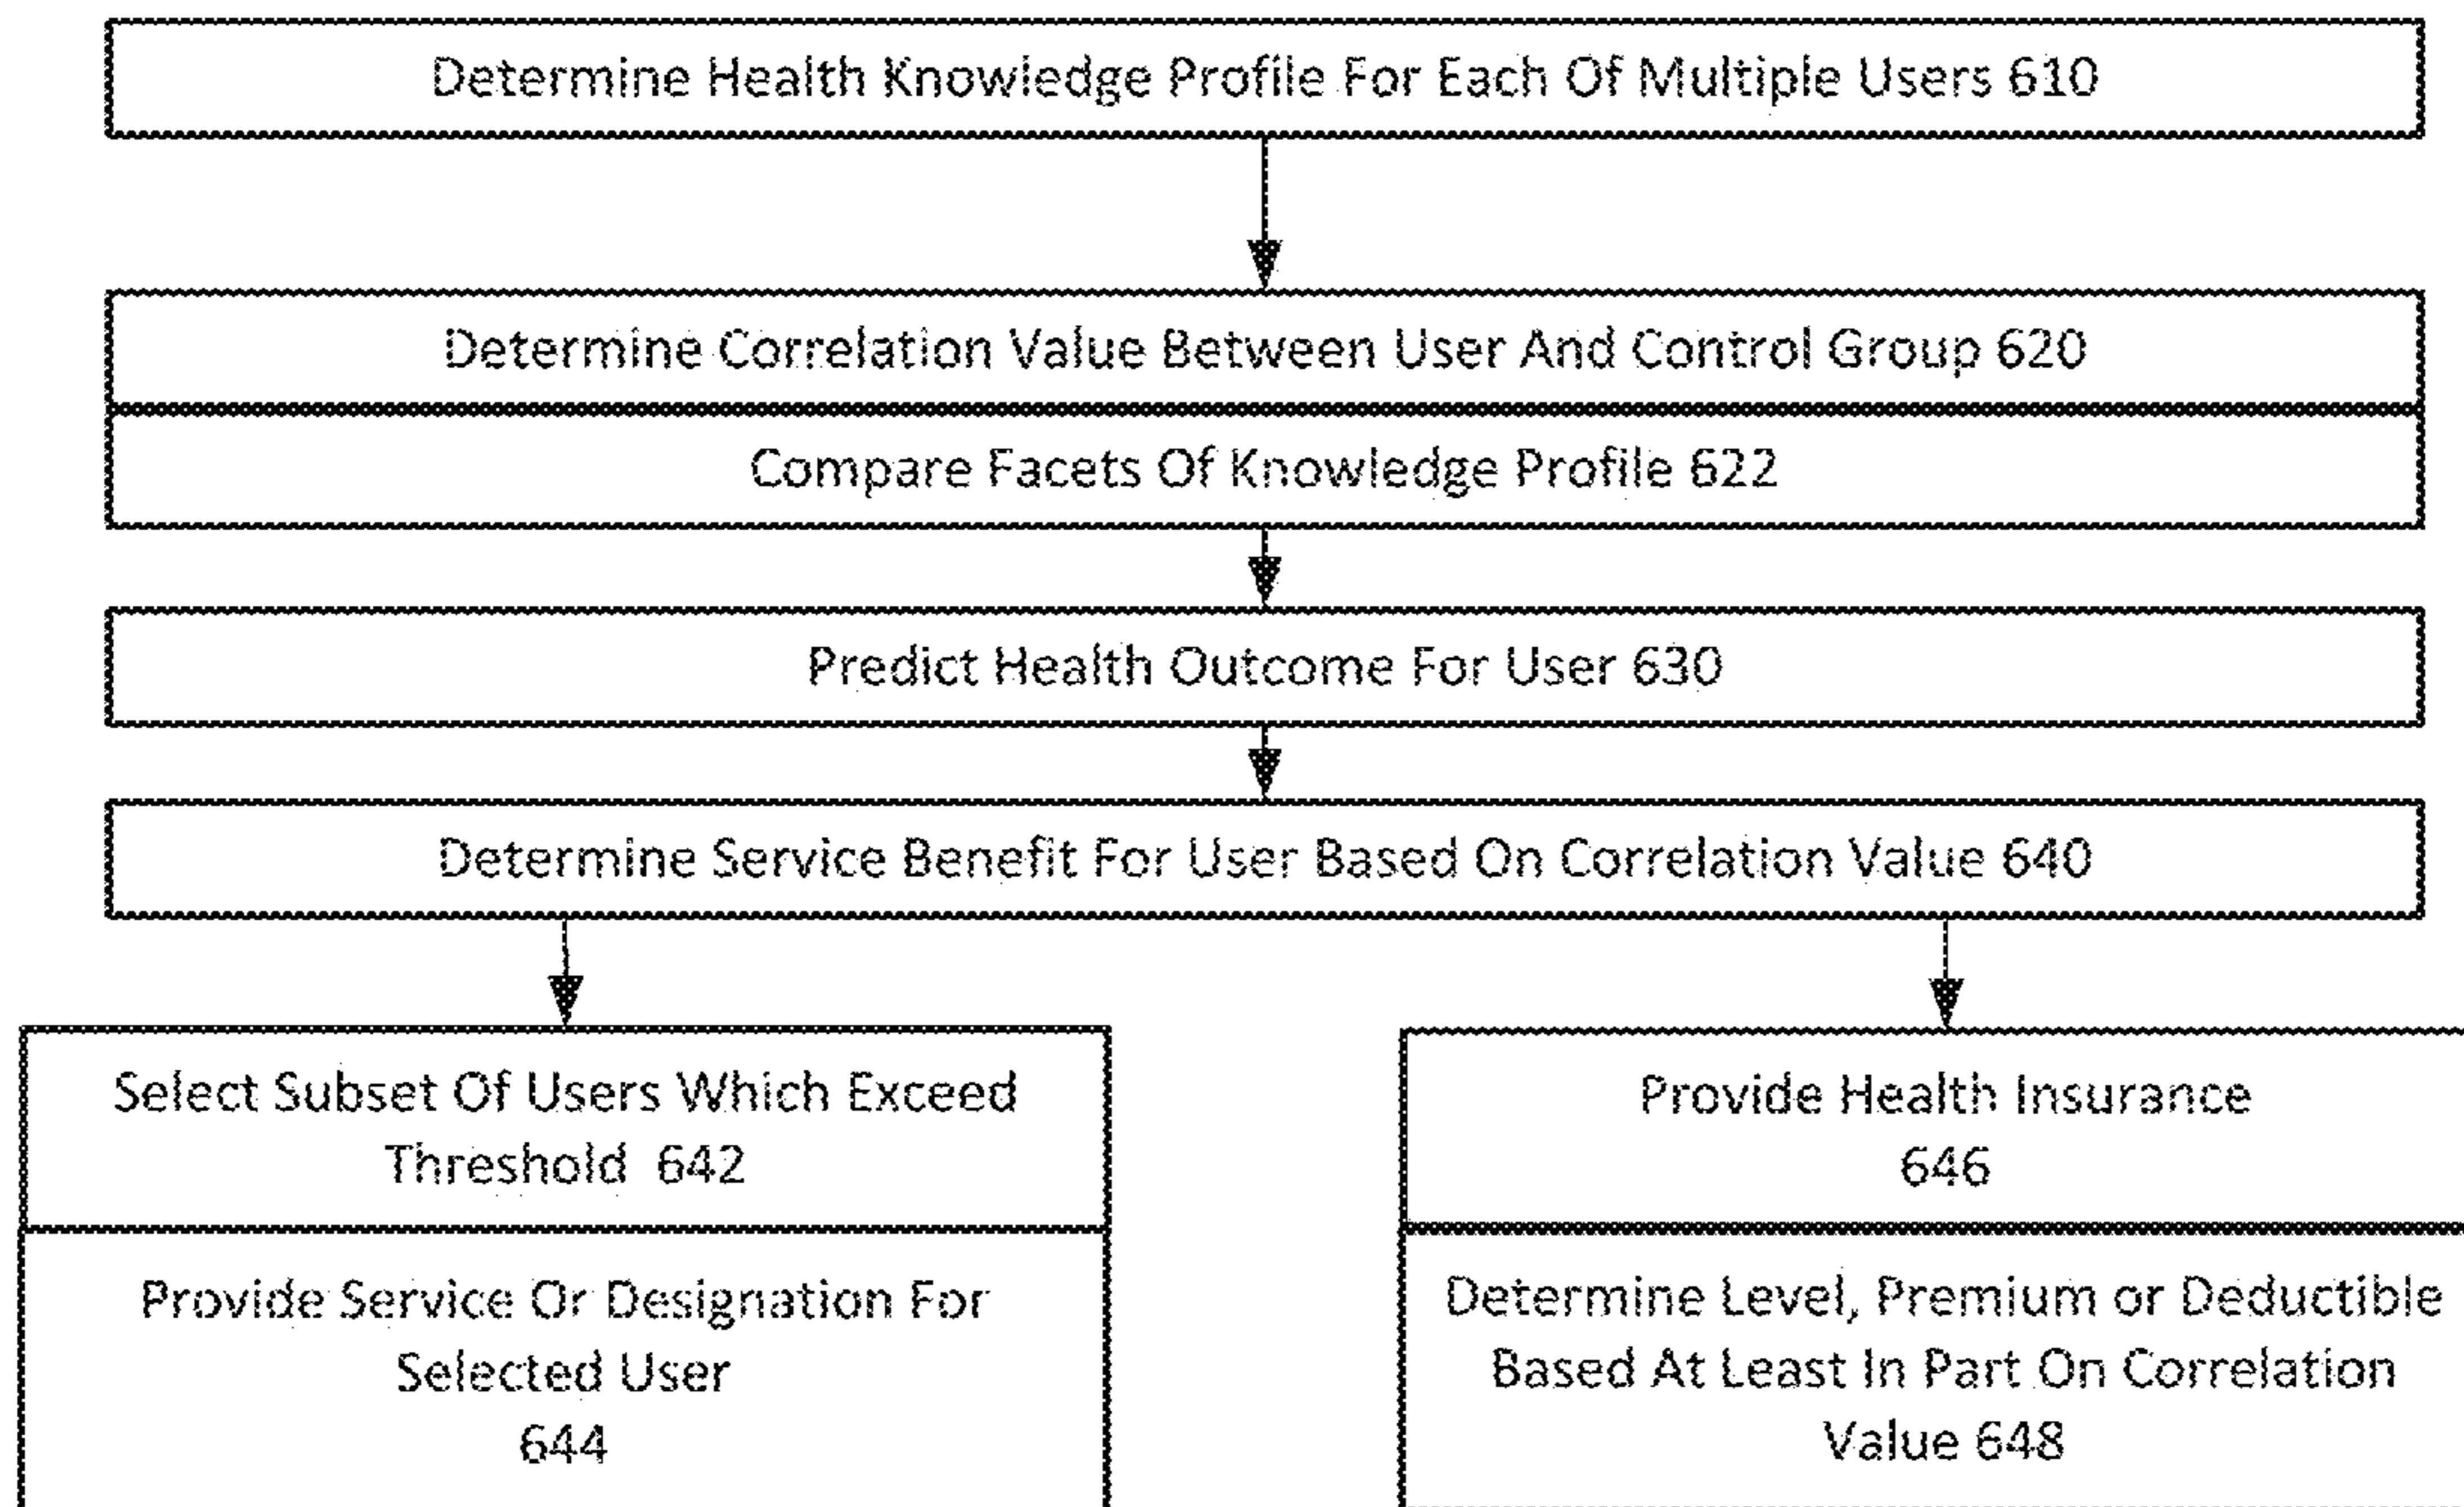 Determine Health Knowledge Profile For Each Of Multiple Users 610
Determine Correlation Value Between User And Control Group 620
Compare Facets Of Knowledge Profile 622
Predict Health Outcome For User 630
Determine Service Benefit For User Based On Correlation Value 640
Select Subset Of Users Which Exceed
Threshold 642
Provide Service Or Designation For
Selected User
644
Provide Health Insurance
646
Determine Level, Premium or Deductible
Based At Least In Part On Correlation
Value 648